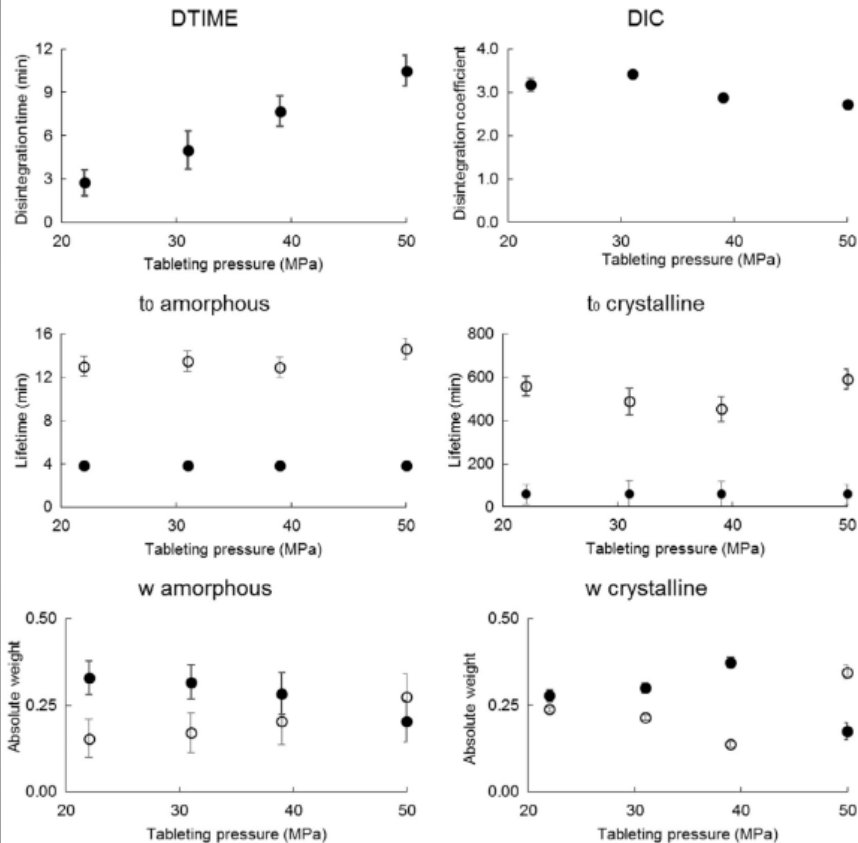 DTIME
Disintegration time (min)
12
9
6
3
0
20 30 40 50
Tableting pressure (MPa)
DIC
Disintegration coefficient
4.0
3.0
2.0
1.0
0.0
20 30 40 50
Tableting pressure (MPa)
t₀ amorphous
Lifetime (min)
16
12
8
4
0
20 30 40 50
Tableting pressure (MPa)
t₀ crystalline
Lifetime (min)
800
600
400
200
0
20 30 40 50
Tableting pressure (MPa)
w amorphous
Absolute weight
0.50
0.25
0.00
20 30 40 50
Tableting pressure (MPa)
w crystalline
Absolute weight
0.50
0.25
0.00
20 30 40 50
Tableting pressure (MPa)